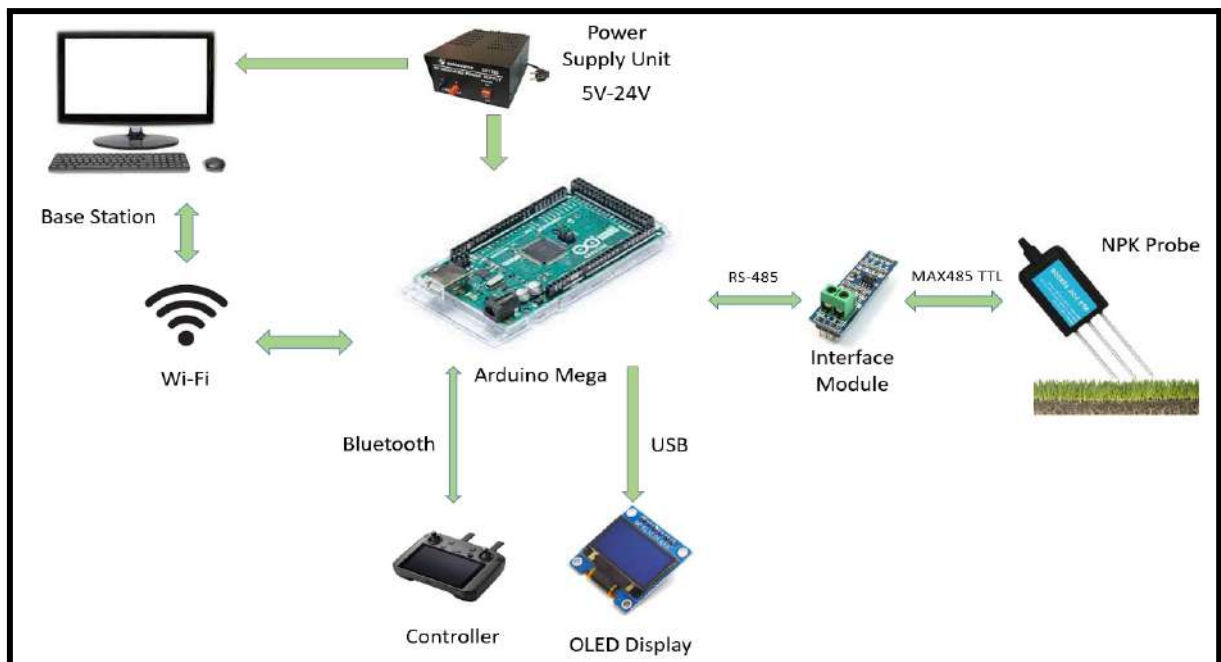 Power
Supply Unit
5V-24V
Base Station
NPK Probe
RS-485
MAX485 TTL
Interface
Module
Wi-Fi
Arduino Mega
Bluetooth
USB
Controller
OLED Display